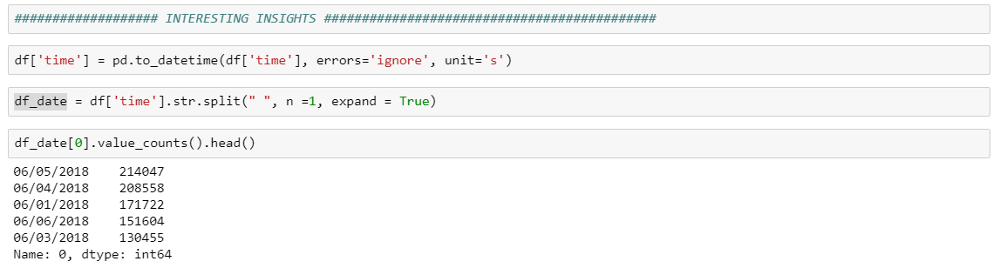 ################### INTERESTING INSIGHTS ############################################
df['time'] = pd.to_datetime(df['time'], errors='ignore', unit='s')
df_date = df['time'].str.split(" ", n =1, expand = True)
df_date[0].value_counts().head()
06/05/2018    214047
06/04/2018    208558
06/01/2018    171722
06/06/2018    151604
06/03/2018    130455
Name: 0, dtype: int64